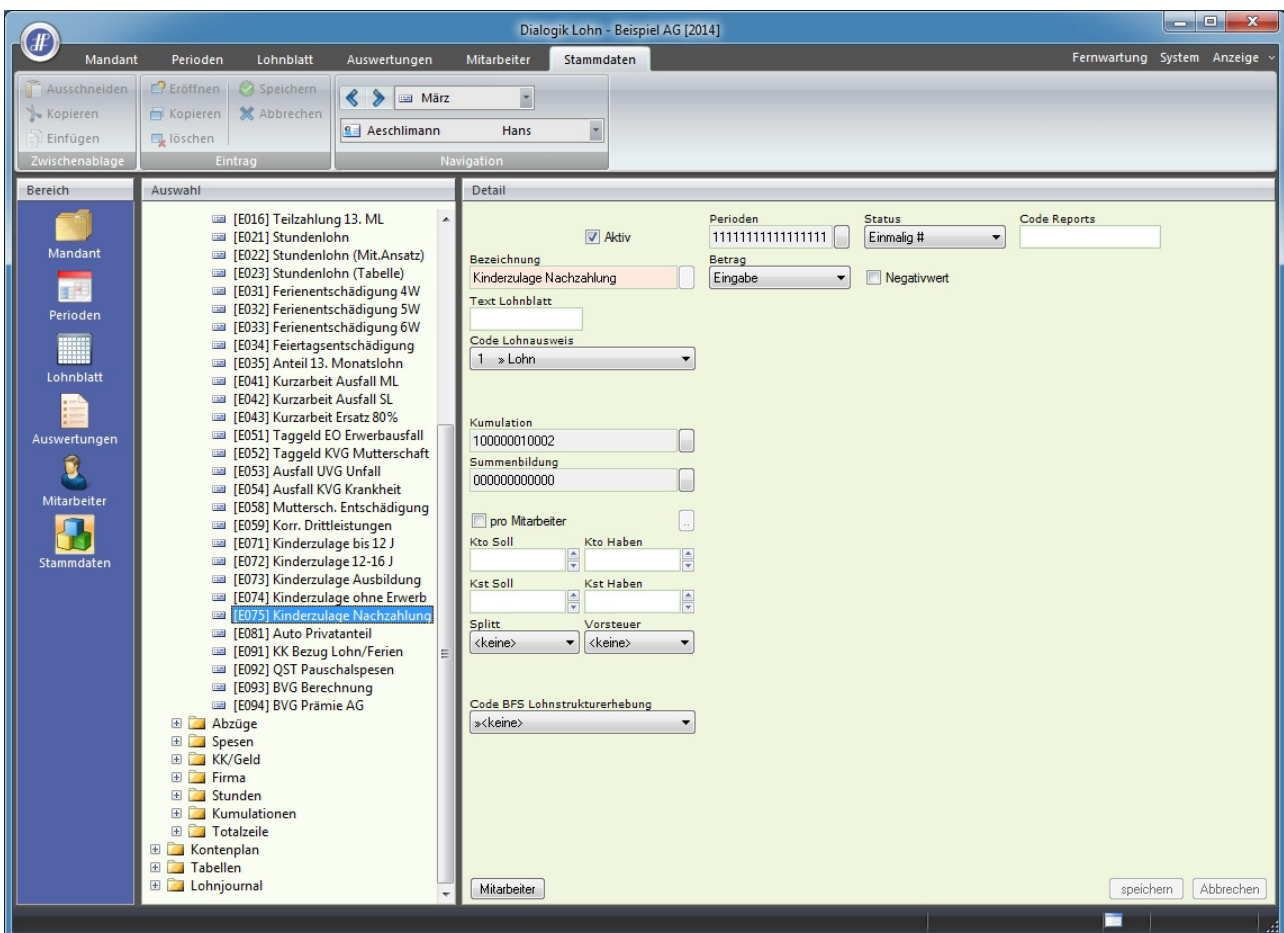 Dialogik Lohn - Beispiel AG [2014]
Mandant Perioden Lohnblatt Auswertungen Mitarbeiter Stammdaten Fernwartung System Anzeige
Ausschneiden Eröffnen Speichern
März
Kopieren Kopieren Abbrechen
Aeschlimann Hans
Einfügen löschen
Zwischenablage Eintrag Navigation
Bereich
Mandant
Perioden
Lohnblatt
Auswertungen
Mitarbeiter
Stammdaten
Auswahl
[E016] Teilzahlung 13. ML
[E021] Stundenlohn
[E022] Stundenlohn (Mit.Ansatz)
[E023] Stundenlohn (Tabelle)
[E031] Ferienentschädigung 4W
[E032] Ferienentschädigung 5W
[E033] Ferienentschädigung 6W
[E034] Feiertagsentschädigung
[E035] Anteil 13. Monatslohn
[E041] Kurzarbeit Ausfall ML
[E042] Kurzarbeit Ausfall SL
[E043] Kurzarbeit Ersatz 80%
[E051] Taggeld EO Erwerbausfall
[E052] Taggeld KVG Mutterschaft
[E053] Ausfall UVG Unfall
[E054] Ausfall KVG Krankheit
[E058] Muttersch. Entschädigung
[E059] Korr. Drittleistungen
[E071] Kinderzulage bis 12 J
[E072] Kinderzulage 12-16 J
[E073] Kinderzulage Ausbildung
[E074] Kinderzulage ohne Erwerb
[E075] Kinderzulage Nachzahlung
[E081] Auto Privatanteil
[E091] KK Bezug Lohn/Ferien
[E092] QST Pauschalspesen
[E093] BVG Berechnung
[E094] BVG Prämie AG
Abzüge
Spesen
KK/Geld
Firma
Stunden
Kumulationen
Totalzeile
Kontenplan
Tabellen
Lohnjournal
Detail
Perioden Status Code Reports
Aktiv 1111111111111111 Einmalig #
Bezeichnung Betrag
Kinderzulage Nachzahlung Eingabe Negativwert
Text Lohnblatt
Code Lohnausweis
1 » Lohn
Kumulation
100000010002
Summenbildung
000000000000
pro Mitarbeiter ..
Kto Soll Kto Haben
Kst Soll Kst Haben
Splitt Vorsteuer
<keine> <keine>
Code BFS Lohnstrukturerhebung
»<keine>
Mitarbeiter speichern Abbrechen